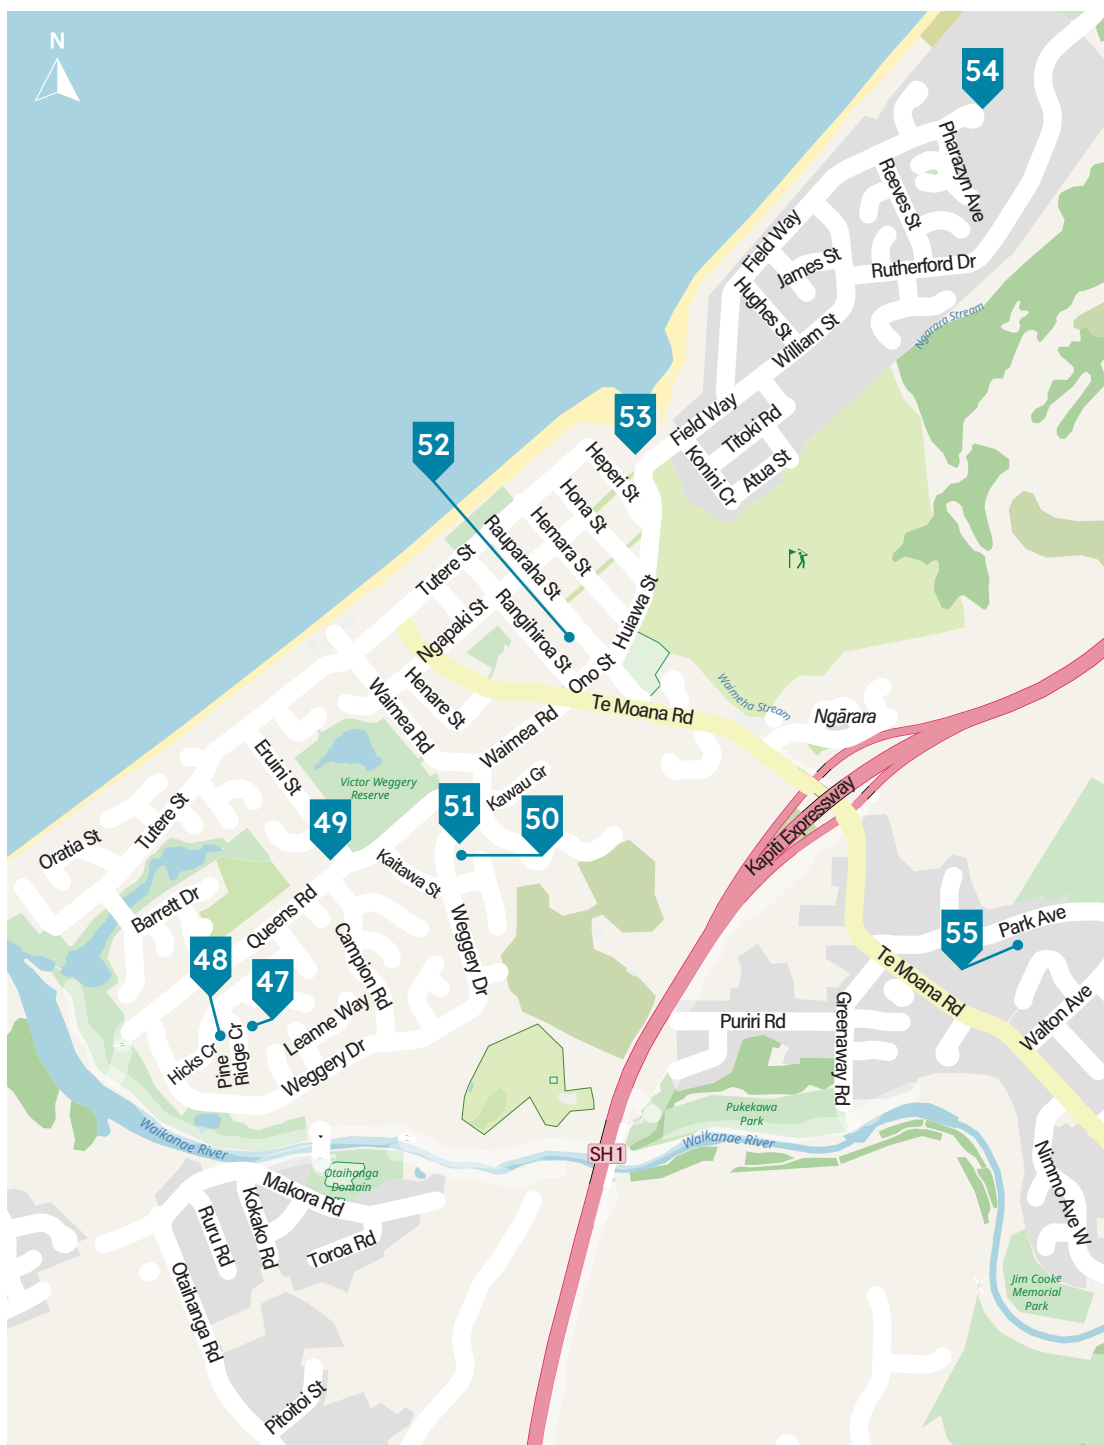 N
54
Pharazyn Ave
Reeves St
Field Way
James St
Rutherford Dr
Hughes St
Ngarara Stream
William St
53
Field Way
Titoki Rd
52
Konini Cr
Atua St
Heperi St
Hona St
Hemara St
Rauparaha St
Tutere St
Rangihiroa St
Huiawa St
Ngapaki St
Ono St
Henare St
Te Moana Rd
Waimeha Stream
Ngārara
Waimea Rd
Waimea Rd
Eruini St
Victor Weggery
Reserve
Kawau Gr
Kapiti Expressway
49
51
50
Tutere St
Oratia St
Kaitawa St
Barrett Dr
Queens Rd
Weggery Dr
Campion Rd
55
Park Ave
Te Moana Rd
48
47
Greenaway Rd
Walton Ave
Leanne Way
Puriri Rd
Hicks Cr
Pine
Ridge Cr
Weggery Dr
Pukekawa
Park
Waikanae River
Waikanae River
SH1
Nimmo Ave W
Otaihanga
Domain
Makora Rd
Ruru Rd
Kokako Rd
Toroa Rd
Otaihanga Rd
Jim Cooke
Memorial
Park
Pitoitoi St